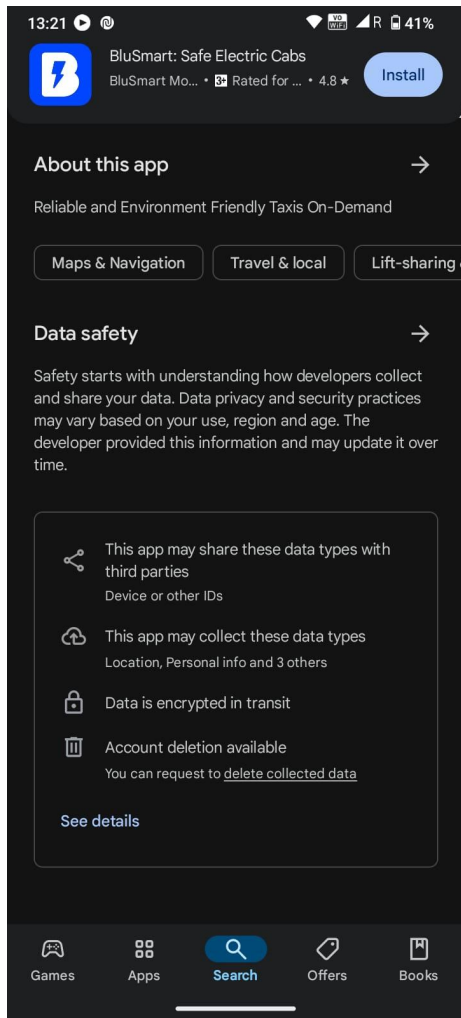 13:21 VO WiFi R 41%
BluSmart: Safe Electric Cabs
BluSmart Mo... • 3+ Rated for ... • 4.8 ★
Install
About this app
Reliable and Environment Friendly Taxis On-Demand
Maps & Navigation
Travel & local
Lift-sharing
Data safety
Safety starts with understanding how developers collect
and share your data. Data privacy and security practices
may vary based on your use, region and age. The
developer provided this information and may update it over
time.
This app may share these data types with
third parties
Device or other IDs
This app may collect these data types
Location, Personal info and 3 others
Data is encrypted in transit
Account deletion available
You can request to delete collected data
See details
Games
Apps
Search
Offers
Books